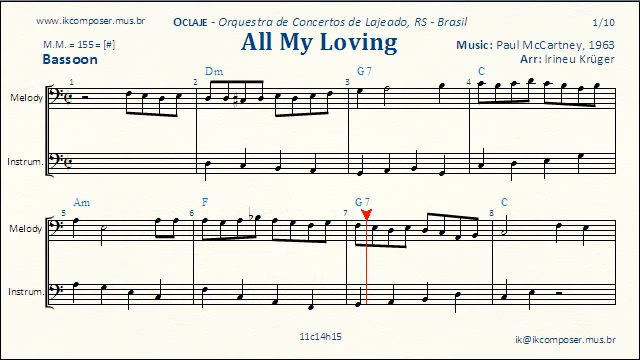 www.ikcomposer.mus.br OCLAJE - Orquestra de Concertos de Lajeado, RS - Brasil 1/10
All My Loving
M.M. = 155= [#] Music: Paul McCartney, 1963
Bassoon Arr: Irineu Krüger
1 2 Dm 3 G7 4 C
Melody
Instrum.
5 Am 6 F 7 G7 8 C
Melody
Instrum.
11c14h15
ik@ikcomposer.mus.br